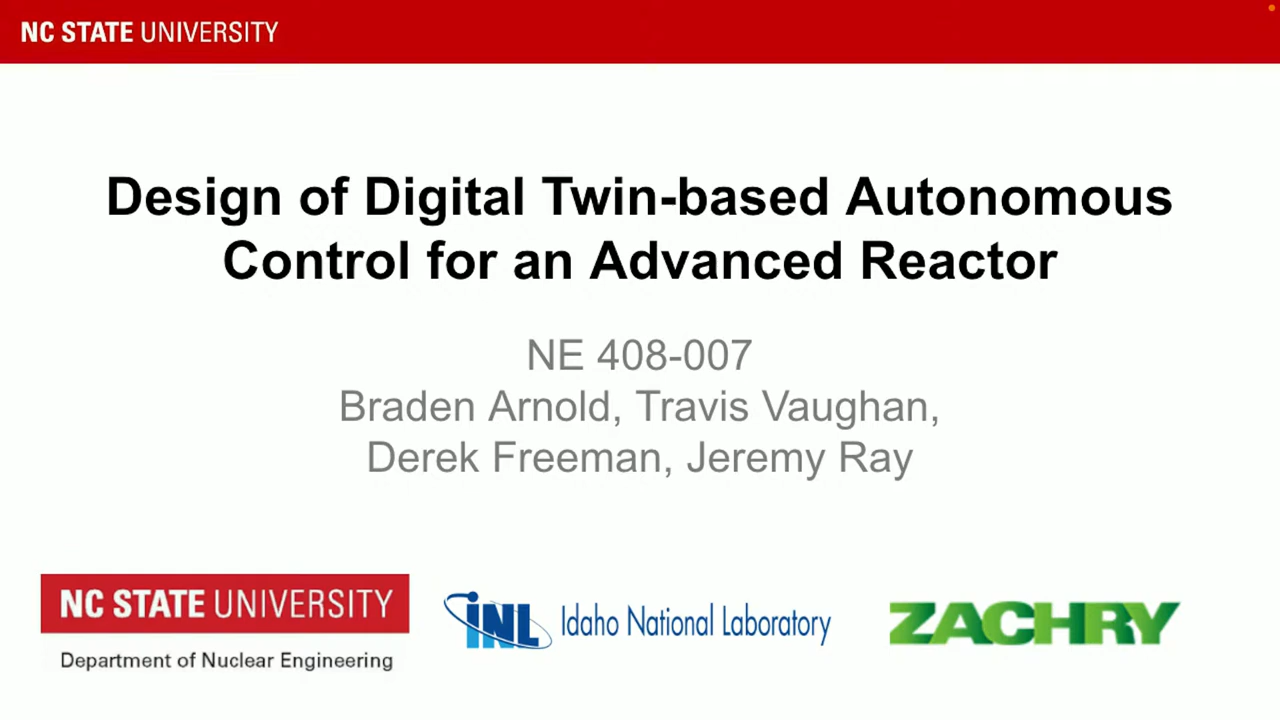 NC STATE UNIVERSITY
Design of Digital Twin-based Autonomous
Control for an Advanced Reactor
NE 408-007
Braden Arnold, Travis Vaughan,
Derek Freeman, Jeremy Ray
NC STATE UNIVERSITY
Department of Nuclear Engineering
INL Idaho National Laboratory
ZACHRY